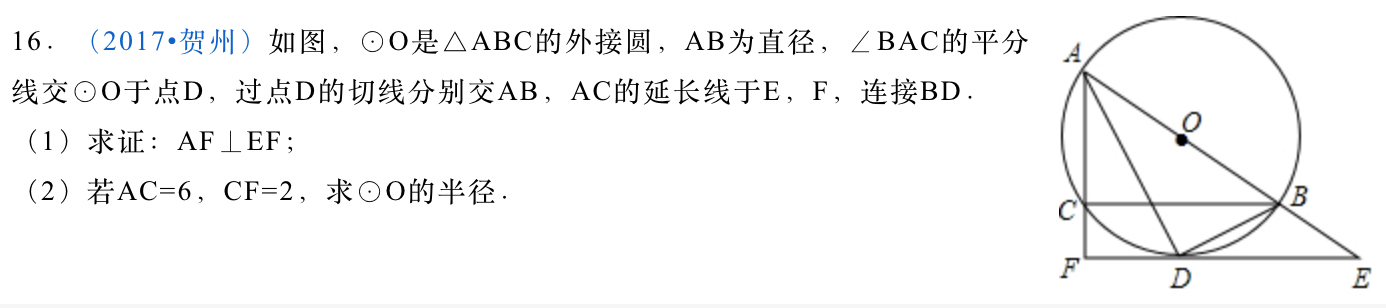 16. （2017•贺州）如图，⊙O是△ABC的外接圆，AB为直径，∠BAC的平分
线交⊙O于点D，过点D的切线分别交AB，AC的延长线于E，F，连接BD．
（1）求证：AF⊥EF；
（2）若AC=6，CF=2，求⊙O的半径．
A
O
C
B
F
D
E